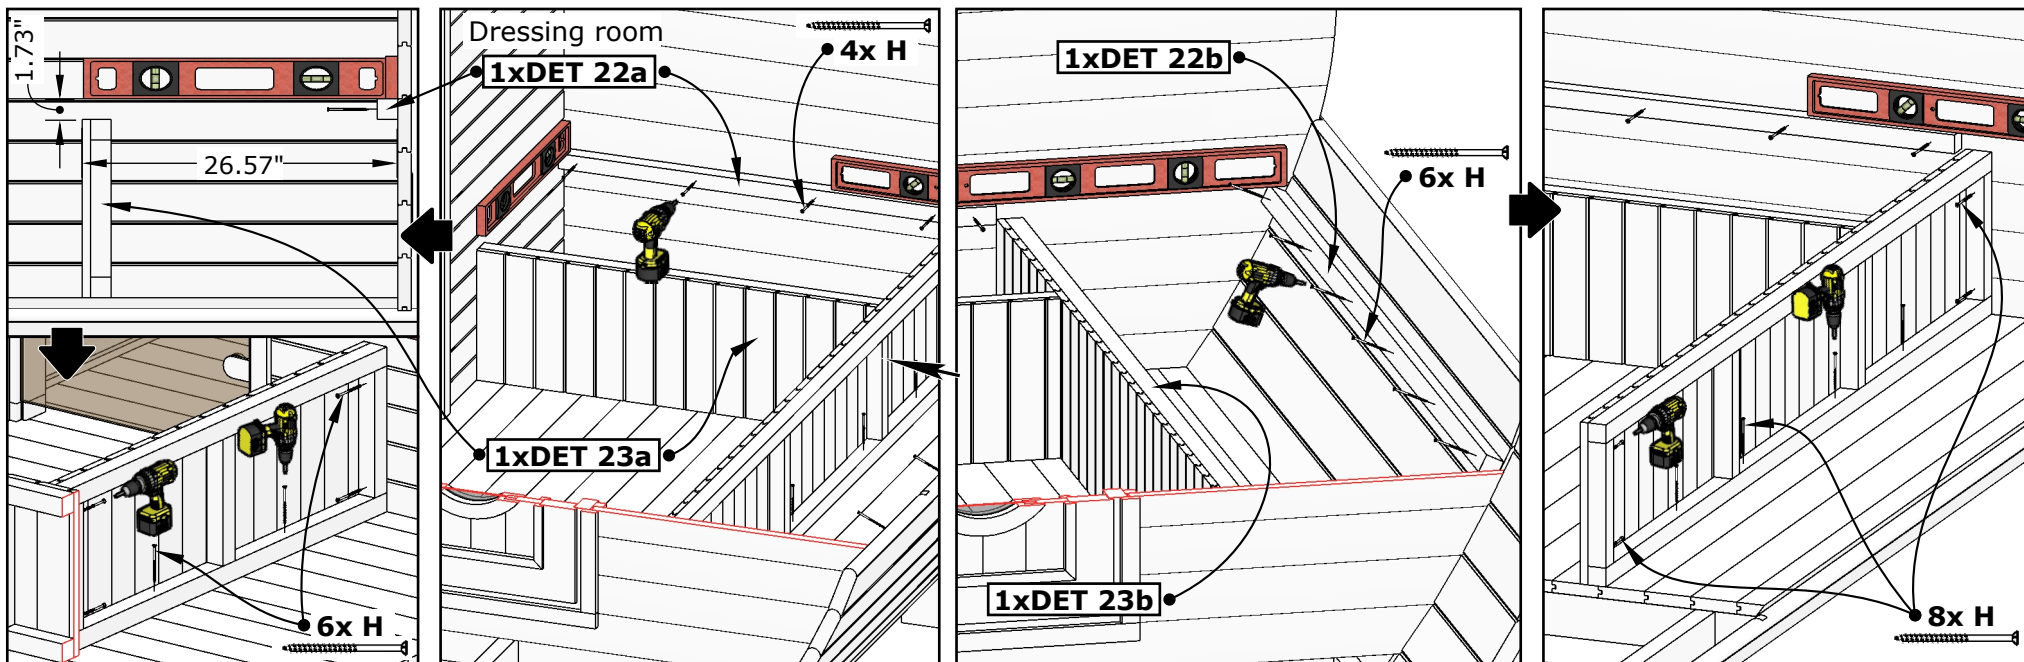 1.73"
26.57"
6x H
Dressing room
1xDET 22a
4x H
1xDET 23a
1xDET 22b
6x H
1xDET 23b
8x H